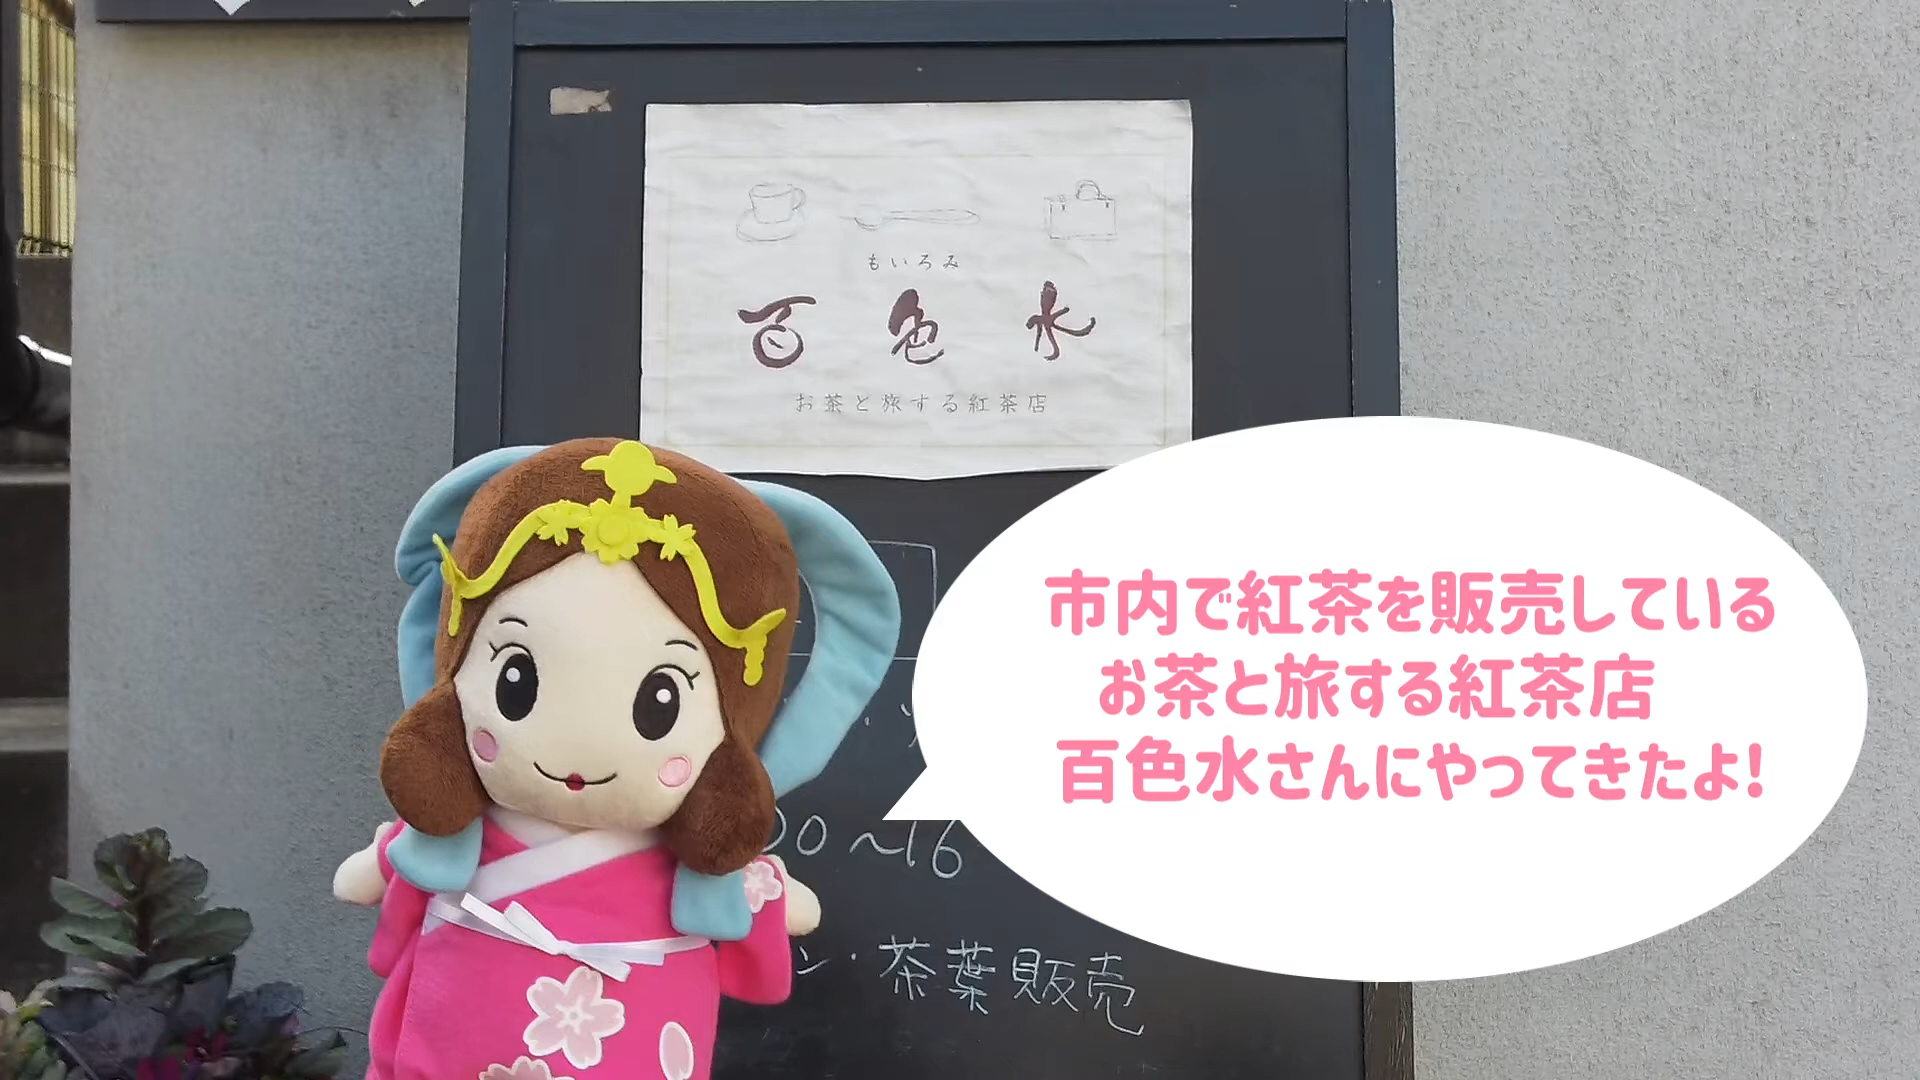 もいろみ
百色水
お茶と旅する紅茶店
市内で紅茶を販売している
お茶と旅する紅茶店
百色水さんにやってきたよ!
00～16
ン・茶葉販売